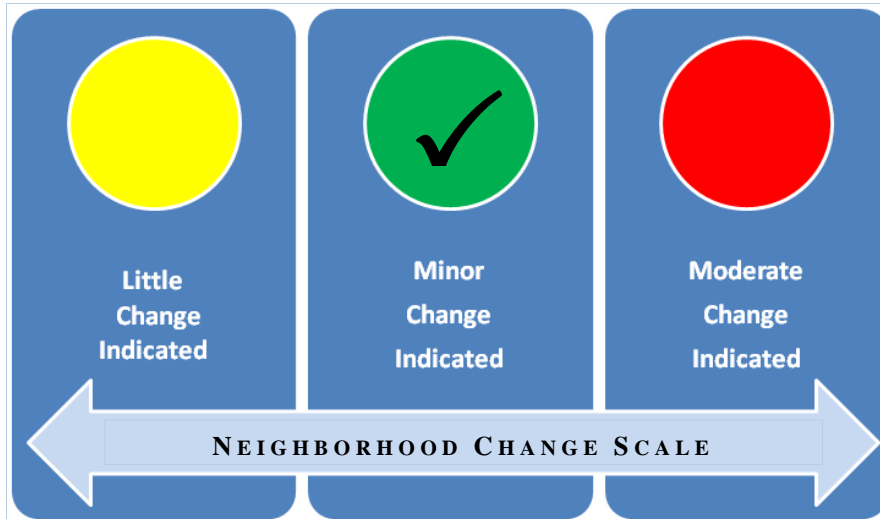 Little
Change
Indicated
Minor
Change
Indicated
Moderate
Change
Indicated
NEIGHBORHOOD CHANGE SCALE